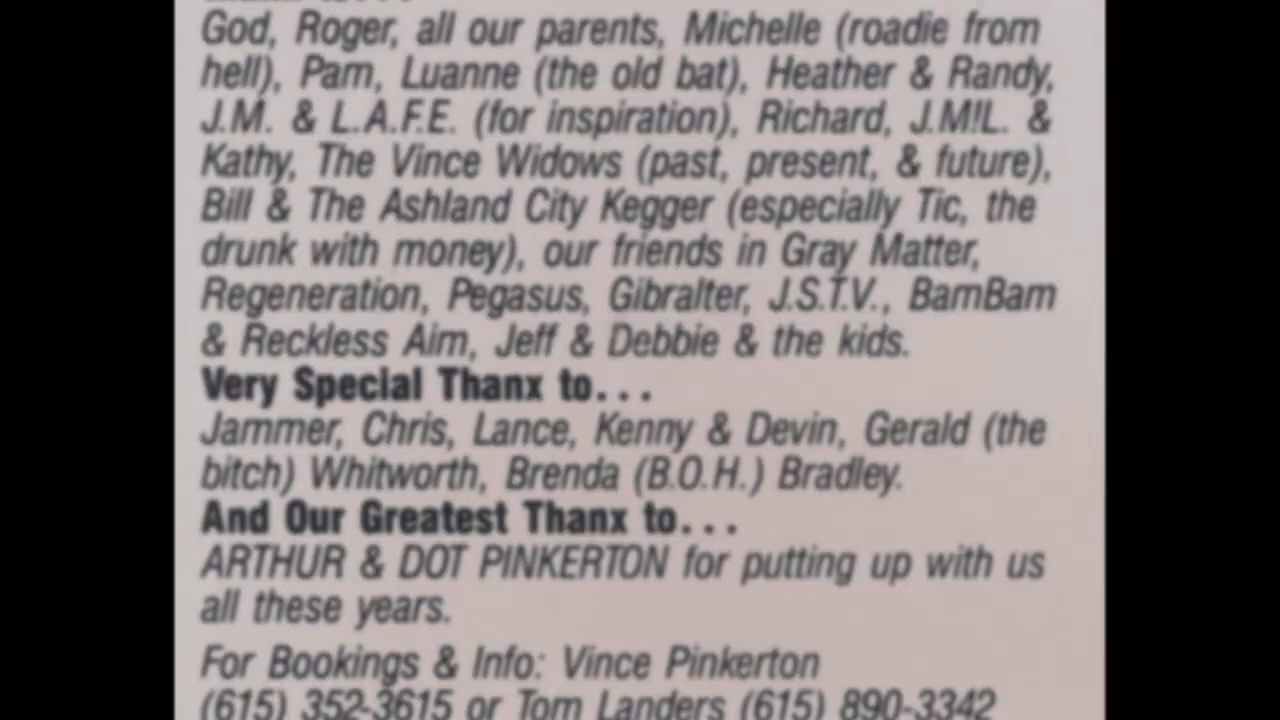 God, Roger, all our parents, Michelle (roadie from
hell), Pam, Luanne (the old bat), Heather & Randy,
J.M. & L.A.F.E. (for inspiration), Richard, J.M!L. &
Kathy, The Vince Widows (past, present, & future),
Bill & The Ashland City Kegger (especially Tic, the
drunk with money), our friends in Gray Matter,
Regeneration, Pegasus, Gibralter, J.S.T.V., BamBam
& Reckless Aim, Jeff & Debbie & the kids.
Very Special Thanx to...
Jammer, Chris, Lance, Kenny & Devin, Gerald (the
bitch) Whitworth, Brenda (B.O.H.) Bradley.
And Our Greatest Thanx to...
ARTHUR & DOT PINKERTON for putting up with us
all these years.
For Bookings & Info: Vince Pinkerton
(615) 352-3615 or Tom Landers (615) 890-3342